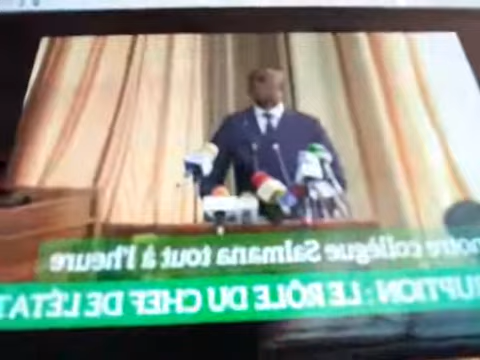 notre collègue Salmana tout à l'heure
UPTION : LE RÔLE DU CHEF DE L'ÉTAT